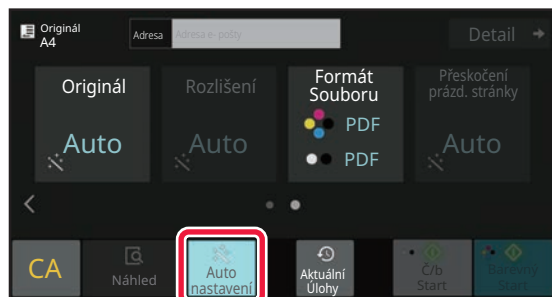 Originál
A4
Adresa
Adresa e- pošty
Detail
Originál
Auto
Rozlišení
Auto
Formát
Souboru
PDF
PDF
Přeskočení
prázd. stránky
Auto
CA
Náhled
Auto
nastavení
Aktuální
Úlohy
Č/b
Start
Barevný
Start